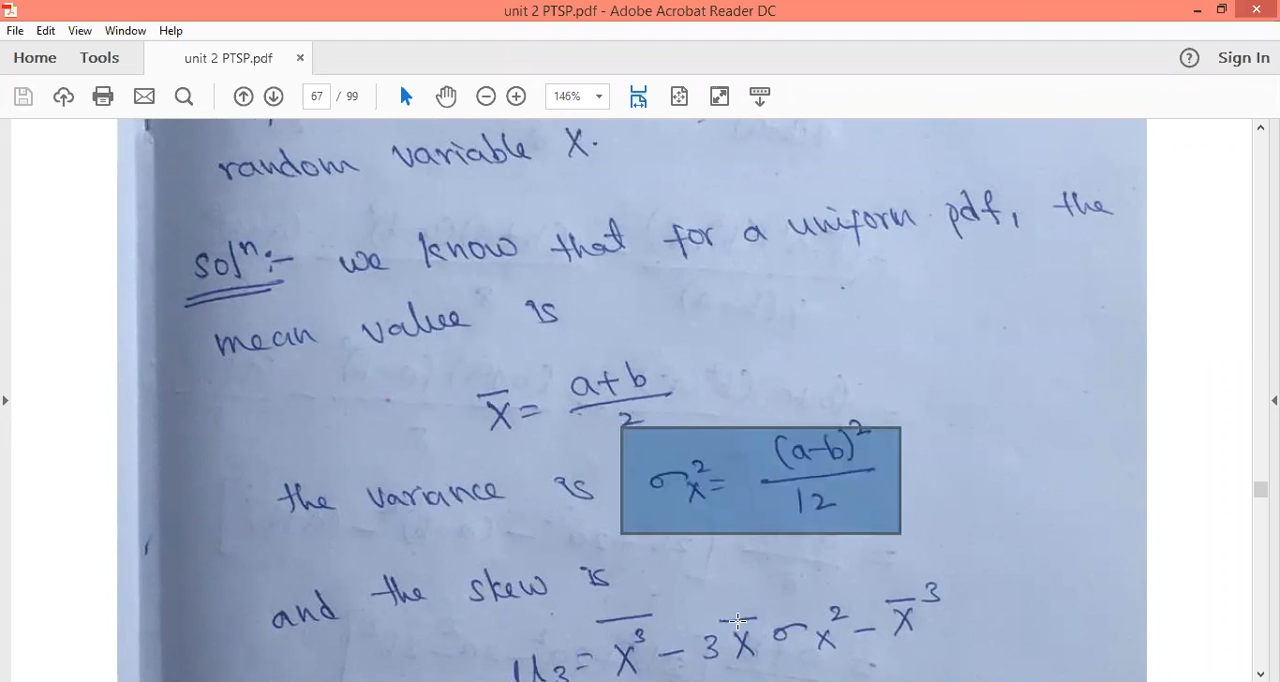 unit 2 PTSP.pdf - Adobe Acrobat Reader DC
File Edit View Window Help
Home Tools unit 2 PTSP.pdf × ? Sign In
67 / 99 146%
random variable X.
Solⁿ:- we know that for a uniform pdf, the
mean value is
X̅ = (a+b)/2
the variance is σx² = (a-b)²/12
and the skew is
μ₃ = X̅³ - 3X̅σx² - X̅³